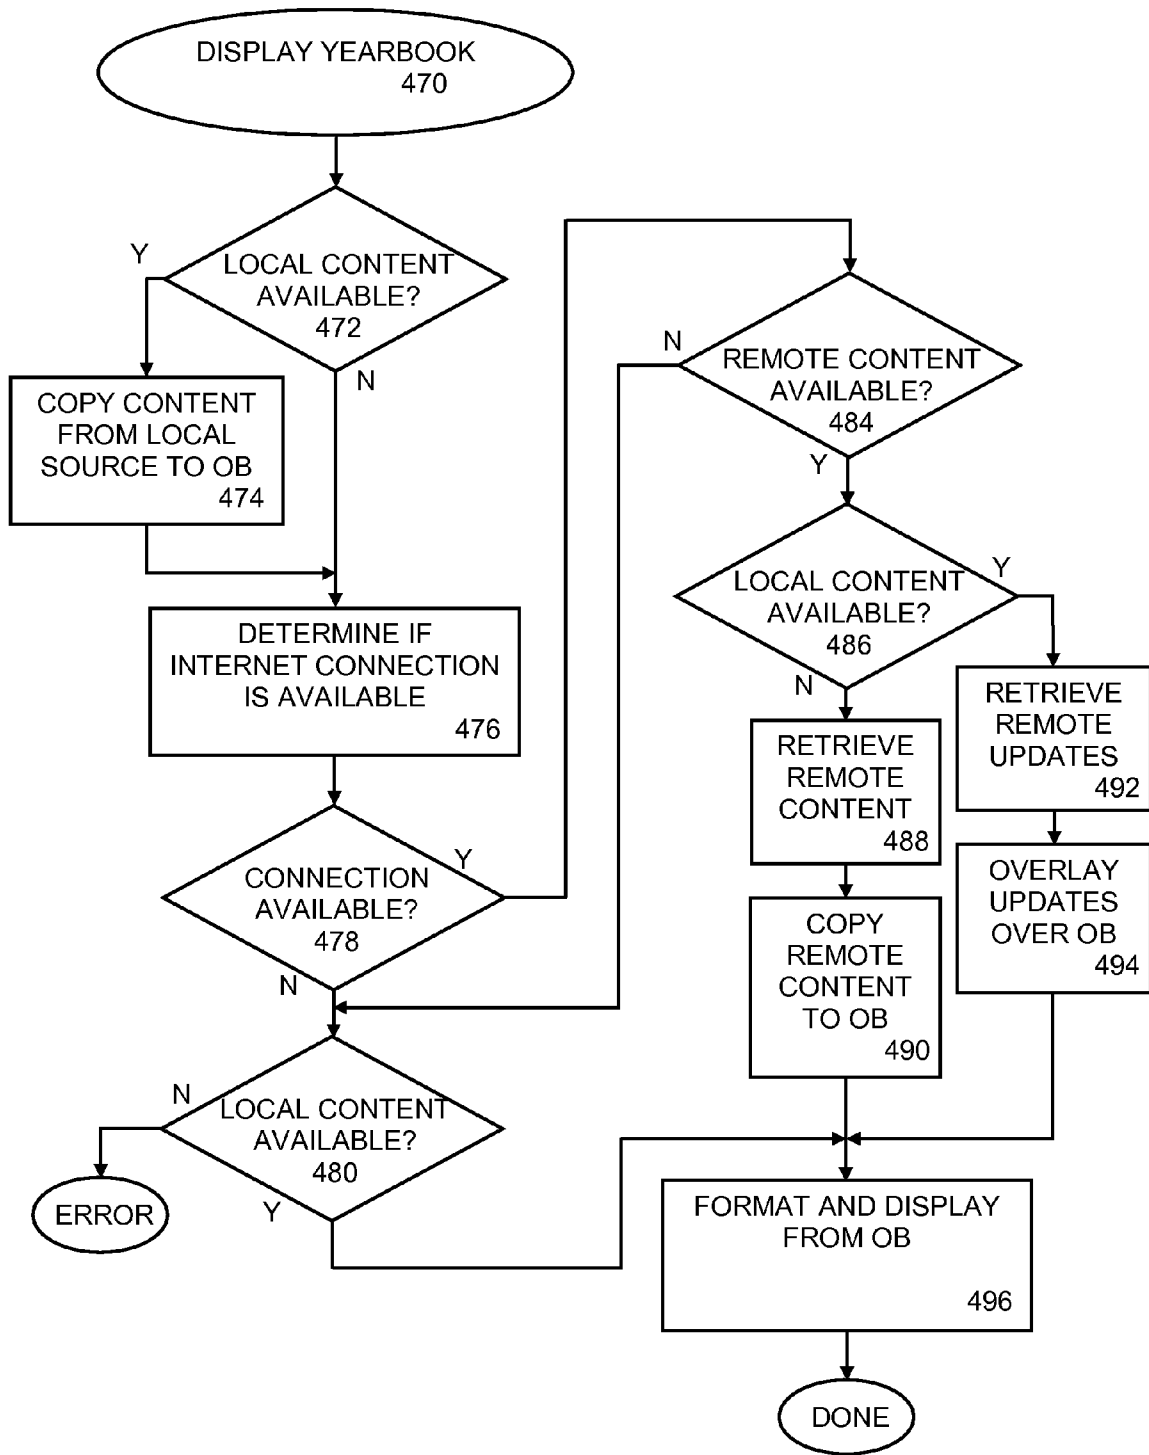 DISPLAY YEARBOOK
470
Y
LOCAL CONTENT
AVAILABLE?
472
N
COPY CONTENT
FROM LOCAL
SOURCE TO OB
474
DETERMINE IF
INTERNET CONNECTION
IS AVAILABLE
476
Y
CONNECTION
AVAILABLE?
478
N
N
LOCAL CONTENT
AVAILABLE?
480
Y
ERROR
N
REMOTE CONTENT
AVAILABLE?
484
Y
LOCAL CONTENT
AVAILABLE?
486
Y
N
RETRIEVE
REMOTE
CONTENT
488
RETRIEVE
REMOTE
UPDATES
492
COPY
REMOTE
CONTENT
TO OB
490
OVERLAY
UPDATES
OVER OB
494
FORMAT AND DISPLAY
FROM OB
496
DONE